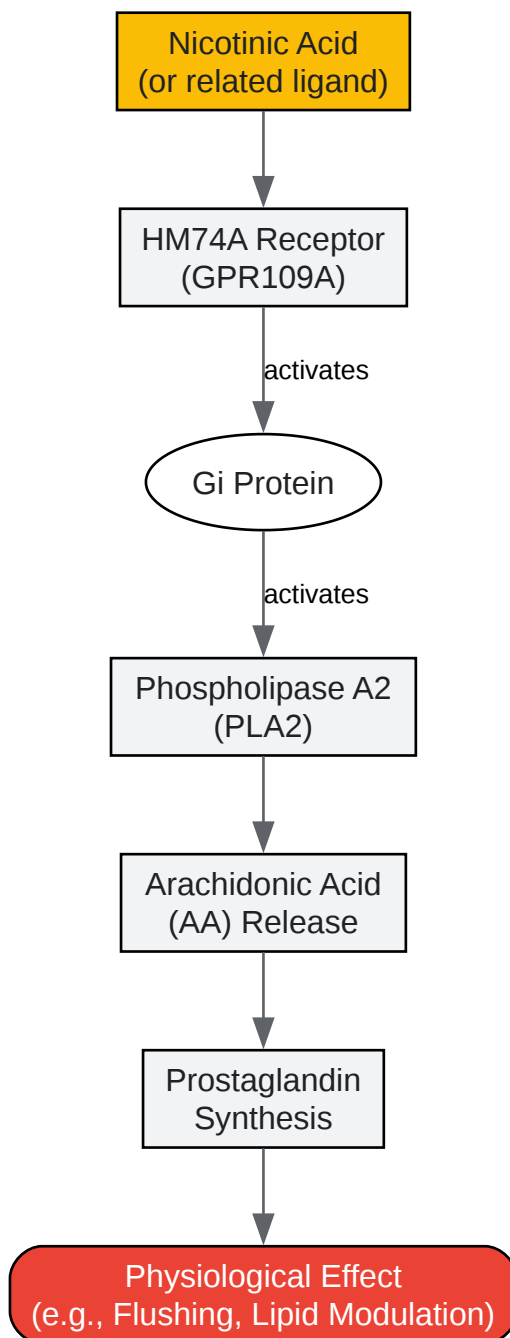 Nicotinic Acid
(or related ligand)
HM74A Receptor
(GPR109A)
activates
Gi Protein
activates
Phospholipase A2
(PLA2)
Arachidonic Acid
(AA) Release
Prostaglandin
Synthesis
Physiological Effect
(e.g., Flushing, Lipid Modulation)